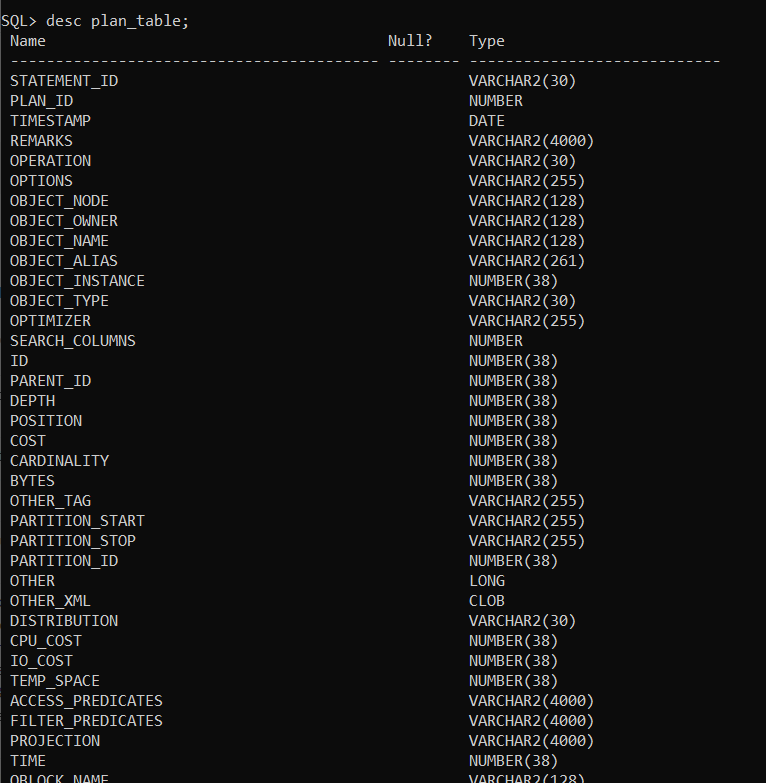 SQL> desc plan_table;
Name Null? Type
----------------------------------------- -------- ----------------------------
STATEMENT_ID VARCHAR2(30)
PLAN_ID NUMBER
TIMESTAMP DATE
REMARKS VARCHAR2(4000)
OPERATION VARCHAR2(30)
OPTIONS VARCHAR2(255)
OBJECT_NODE VARCHAR2(128)
OBJECT_OWNER VARCHAR2(128)
OBJECT_NAME VARCHAR2(128)
OBJECT_ALIAS VARCHAR2(261)
OBJECT_INSTANCE NUMBER(38)
OBJECT_TYPE VARCHAR2(30)
OPTIMIZER VARCHAR2(255)
SEARCH_COLUMNS NUMBER
ID NUMBER(38)
PARENT_ID NUMBER(38)
DEPTH NUMBER(38)
POSITION NUMBER(38)
COST NUMBER(38)
CARDINALITY NUMBER(38)
BYTES NUMBER(38)
OTHER_TAG VARCHAR2(255)
PARTITION_START VARCHAR2(255)
PARTITION_STOP VARCHAR2(255)
PARTITION_ID NUMBER(38)
OTHER LONG
OTHER_XML CLOB
DISTRIBUTION VARCHAR2(30)
CPU_COST NUMBER(38)
IO_COST NUMBER(38)
TEMP_SPACE NUMBER(38)
ACCESS_PREDICATES VARCHAR2(4000)
FILTER_PREDICATES VARCHAR2(4000)
PROJECTION VARCHAR2(4000)
TIME NUMBER(38)
QBLOCK_NAME VARCHAR2(128)